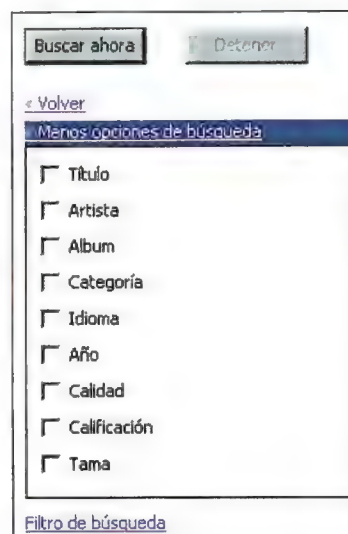 Buscar ahora Detener
« Volver
« Menos opciones de búsqueda
Título
Artista
Album
Categoría
Idioma
Año
Calidad
Calificación
Tama
Filtro de búsqueda